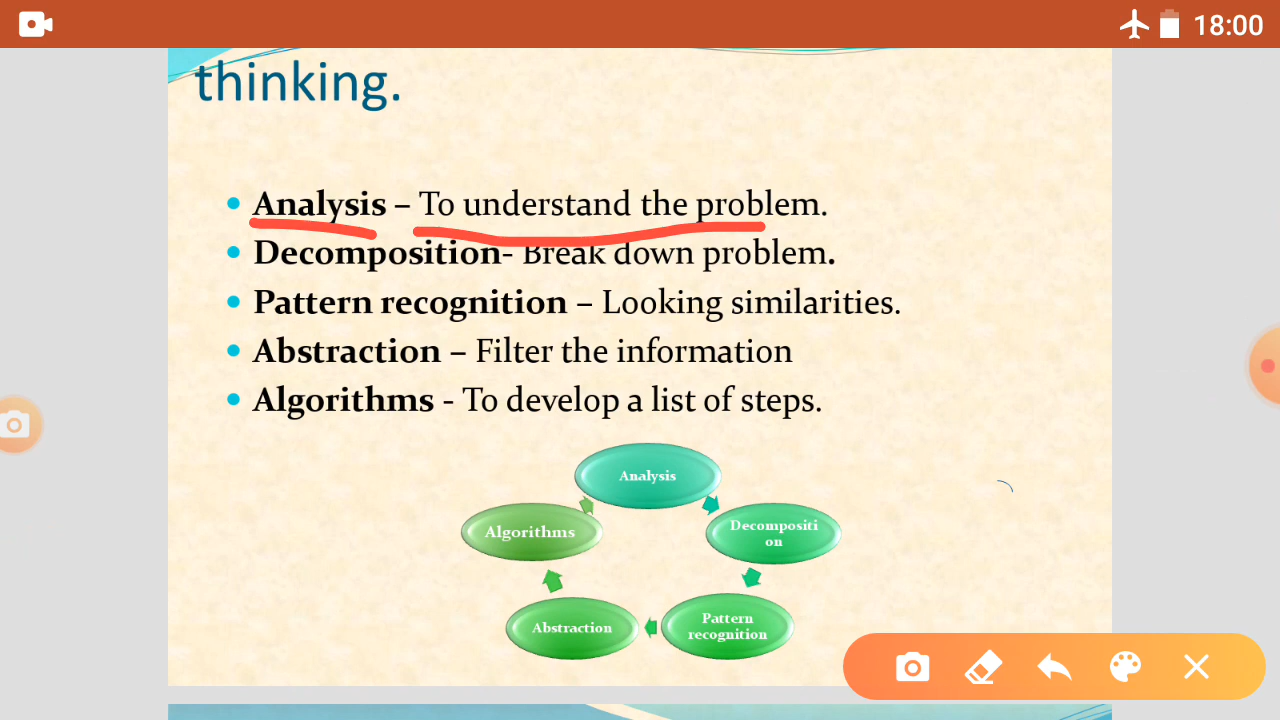 18:00
thinking.
Analysis – To understand the problem.
Decomposition- Break down problem.
Pattern recognition – Looking similarities.
Abstraction – Filter the information
Algorithms - To develop a list of steps.
Analysis
Decompositi
on
Pattern
recognition
Abstraction
Algorithms